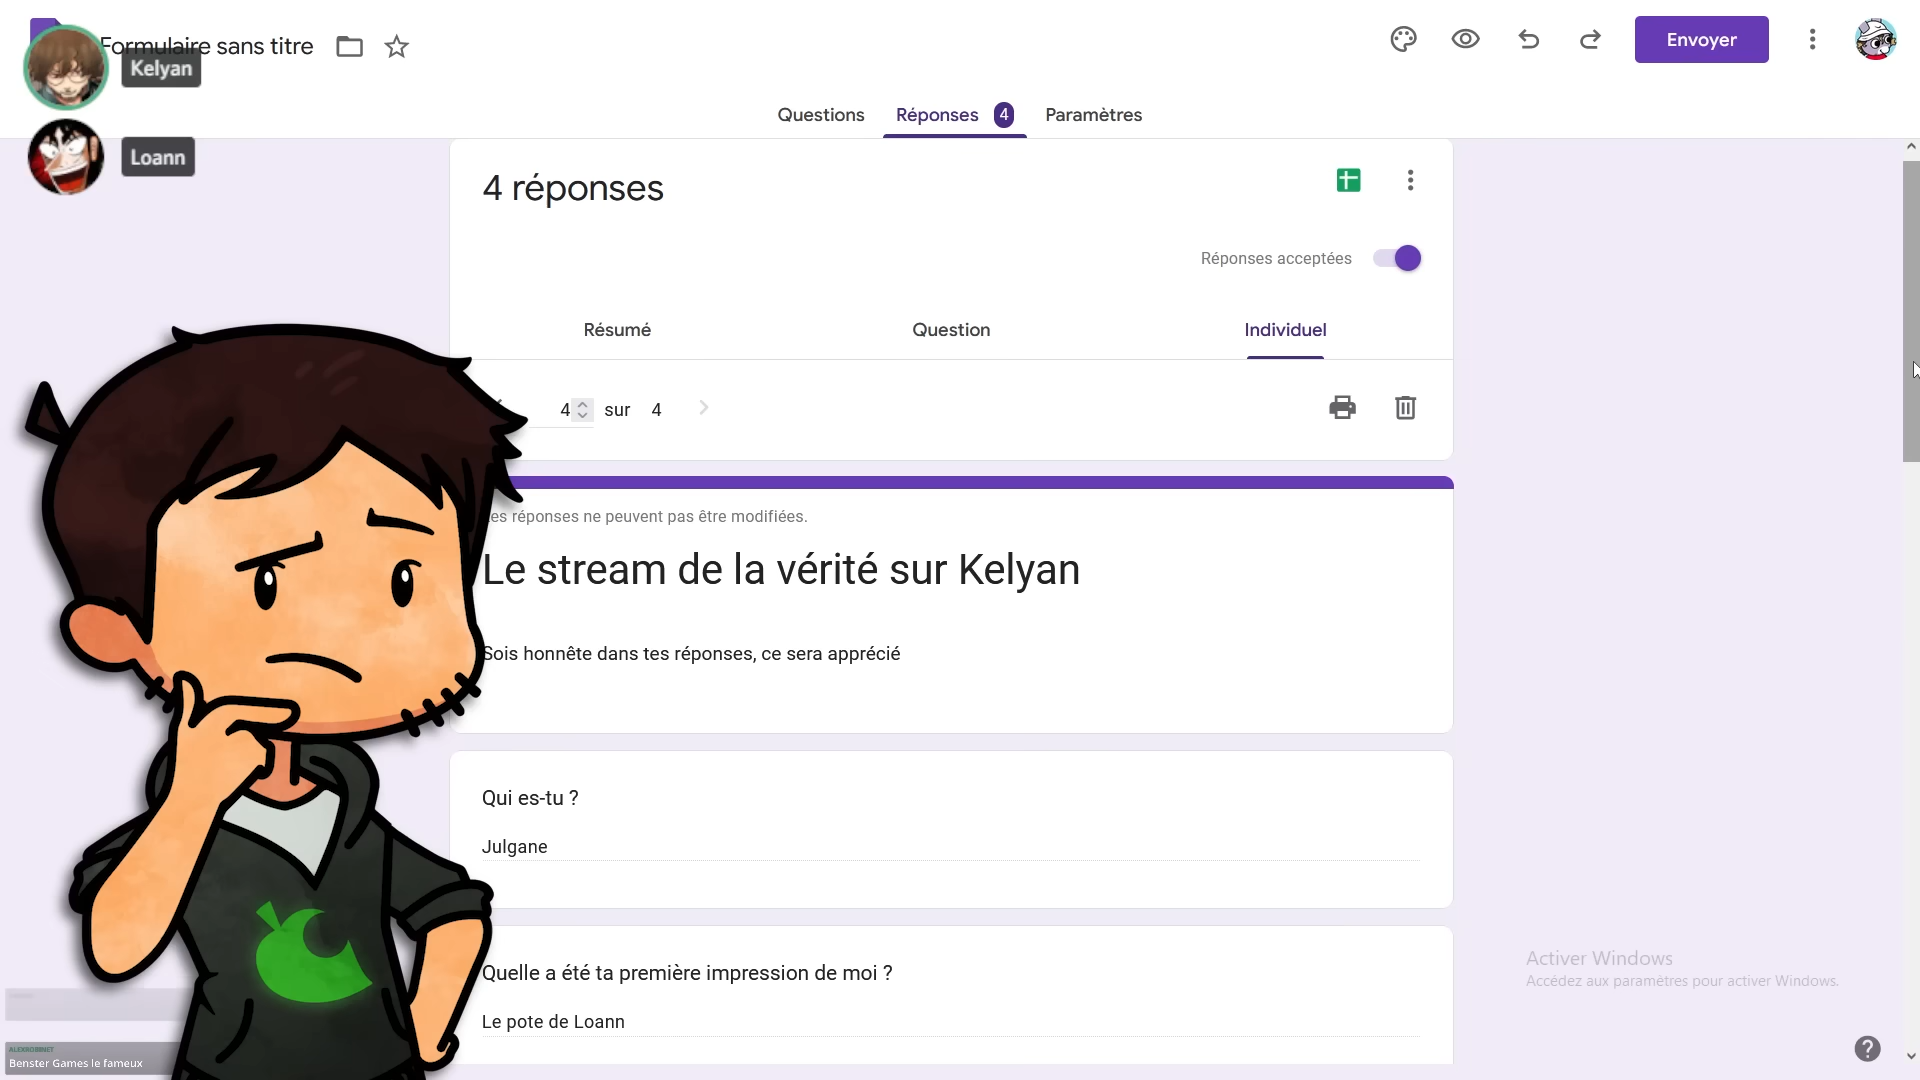 Formulaire sans titre
Envoyer
Kelyan
Loann
Questions
Réponses 4
Paramètres
4 réponses
Réponses acceptées
Résumé
Question
Individuel
4 sur 4
es réponses ne peuvent pas être modifiées.
Le stream de la vérité sur Kelyan
Sois honnête dans tes réponses, ce sera apprécié
Qui es-tu ?
Julgane
Quelle a été ta première impression de moi ?
Le pote de Loann
Activer Windows
Accédez aux paramètres pour activer Windows.
Benster Games le fameux